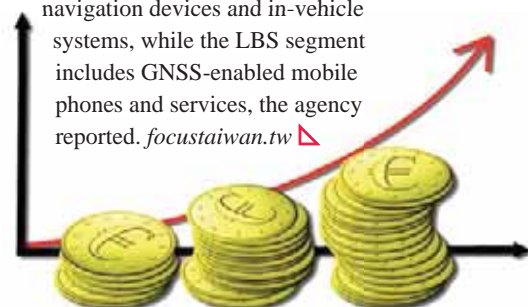 navigation devices and in-vehicle
systems, while the LBS segment
includes GNSS-enabled mobile
phones and services, the agency
reported. focustaiwan.tw
€
€
€